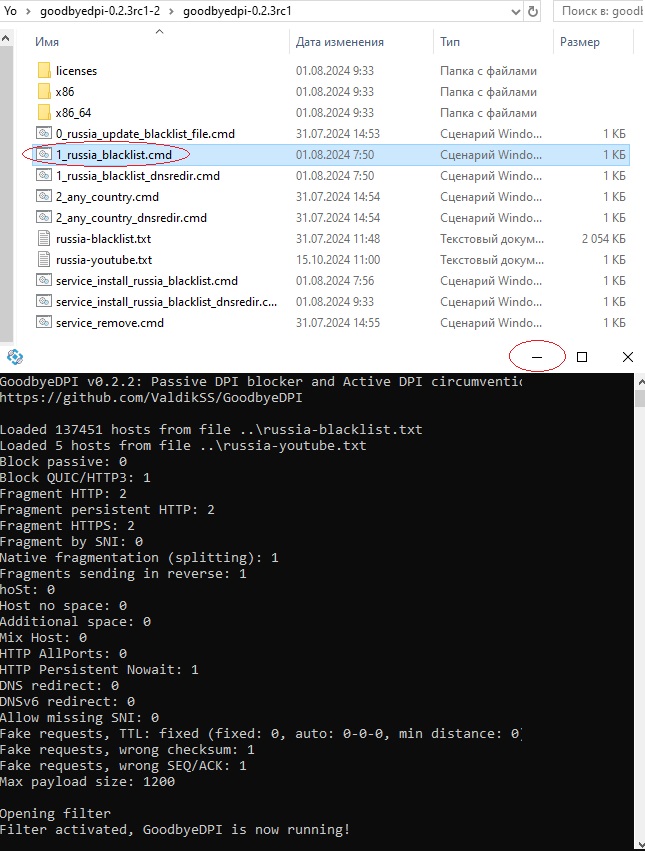 Yo > goodbyedpi-0.2.3rc1-2 > goodbyedpi-0.2.3rc1 Поиск в: goodb
Имя Дата изменения Тип Размер
licenses 01.08.2024 9:33 Папка с файлами
x86 01.08.2024 9:33 Папка с файлами
x86_64 01.08.2024 9:33 Папка с файлами
0_russia_update_blacklist_file.cmd 31.07.2024 14:53 Сценарий Windo... 1 КБ
1_russia_blacklist.cmd 01.08.2024 7:50 Сценарий Windo... 1 КБ
1_russia_blacklist_dnsredir.cmd 01.08.2024 7:50 Сценарий Windo... 1 КБ
2_any_country.cmd 31.07.2024 14:54 Сценарий Windo... 1 КБ
2_any_country_dnsredir.cmd 31.07.2024 14:54 Сценарий Windo... 1 КБ
russia-blacklist.txt 31.07.2024 11:48 Текстовый докум... 2 054 КБ
russia-youtube.txt 15.10.2024 11:00 Текстовый докум... 1 КБ
service_install_russia_blacklist.cmd 01.08.2024 7:56 Сценарий Windo... 1 КБ
service_install_russia_blacklist_dnsredir.c... 01.08.2024 9:33 Сценарий Windo... 1 КБ
service_remove.cmd 31.07.2024 14:55 Сценарий Windo... 1 КБ
GoodbyeDPI v0.2.2: Passive DPI blocker and Active DPI circumventic
https://github.com/ValdikSS/GoodbyeDPI
Loaded 137451 hosts from file ..\russia-blacklist.txt
Loaded 5 hosts from file ..\russia-youtube.txt
Block passive: 0
Block QUIC/HTTP3: 1
Fragment HTTP: 2
Fragment persistent HTTP: 2
Fragment HTTPS: 2
Fragment by SNI: 0
Native fragmentation (splitting): 1
Fragments sending in reverse: 1
hoSt: 0
Host no space: 0
Additional space: 0
Mix Host: 0
HTTP AllPorts: 0
HTTP Persistent Nowait: 1
DNS redirect: 0
DNSv6 redirect: 0
Allow missing SNI: 0
Fake requests, TTL: fixed (fixed: 0, auto: 0-0-0, min distance: 0)
Fake requests, wrong checksum: 1
Fake requests, wrong SEQ/ACK: 1
Max payload size: 1200
Opening filter
Filter activated, GoodbyeDPI is now running!